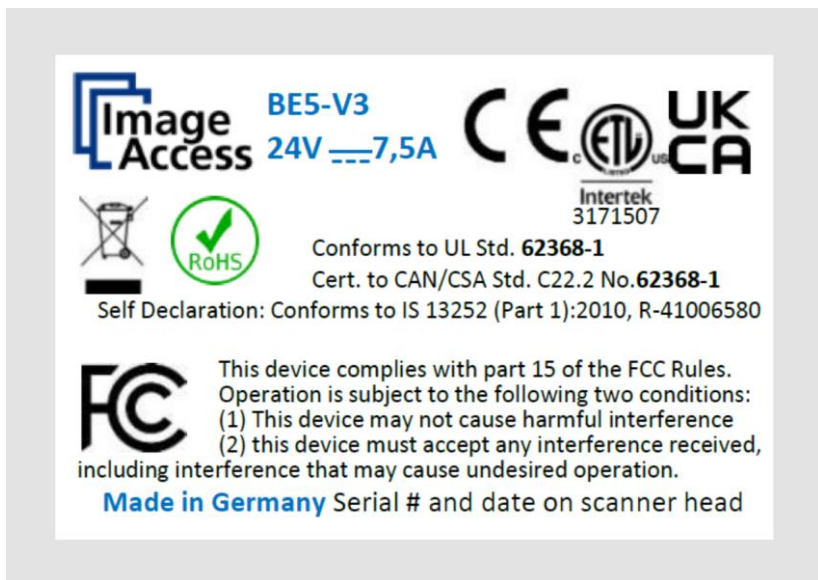 Image
Access
BE5-V3
24V 7,5A
CE
C ETL US
LISTED
Intertek
3171507
UK
CA
RoHS
Conforms to UL Std. 62368-1
Cert. to CAN/CSA Std. C22.2 No.62368-1
Self Declaration: Conforms to IS 13252 (Part 1):2010, R-41006580
FC
This device complies with part 15 of the FCC Rules.
Operation is subject to the following two conditions:
(1) This device may not cause harmful interference
(2) this device must accept any interference received,
including interference that may cause undesired operation.
Made in Germany Serial # and date on scanner head